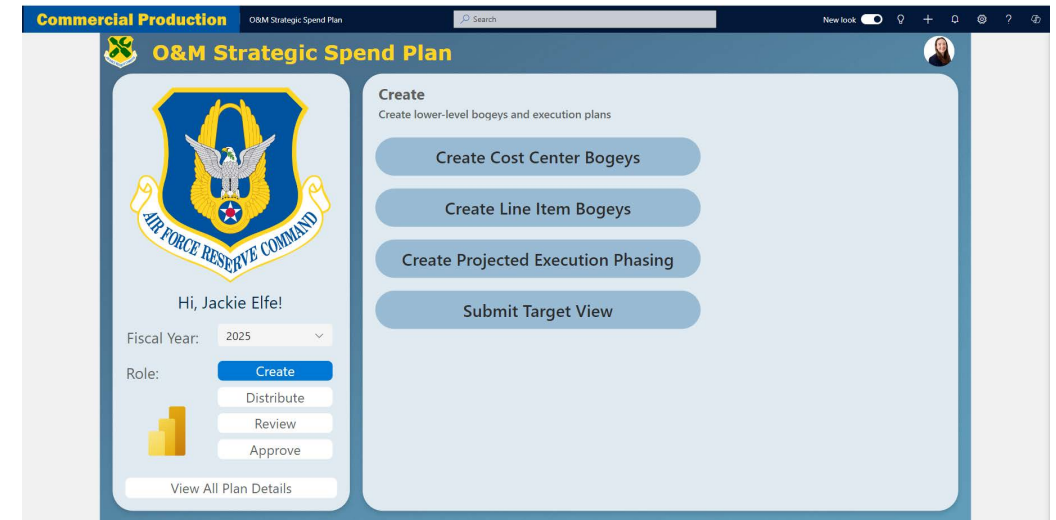 Commercial Production
O&M Strategic Spend Plan
Search
New look
O&M Strategic Spend Plan
AIR FORCE RESERVE COMMAND
Hi, Jackie Elfe!
Fiscal Year: 2025
Role:
Create
Distribute
Review
Approve
View All Plan Details
Create
Create lower-level bogeys and execution plans
Create Cost Center Bogeys
Create Line Item Bogeys
Create Projected Execution Phasing
Submit Target View